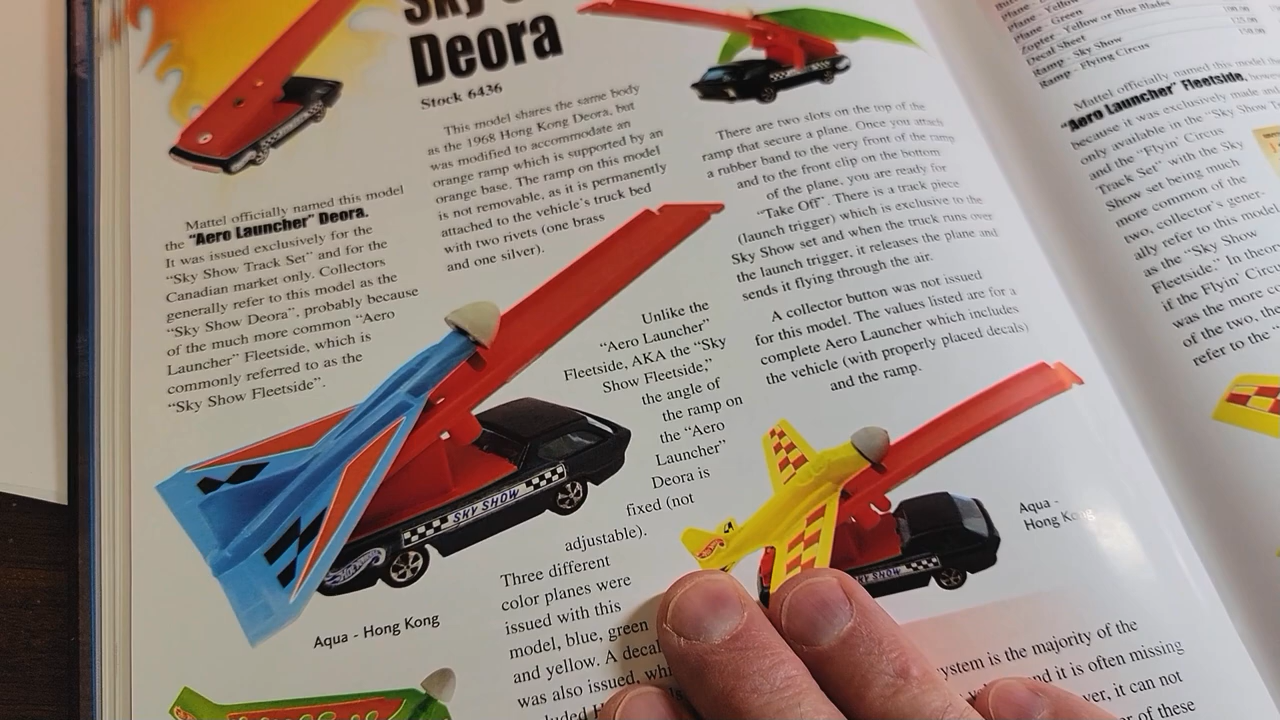 Deora
Stock 6436
Mattel officially named this model
the "Aero Launcher" Deora.
It was issued exclusively for the
"Sky Show Track Set" and for the
Canadian market only. Collectors
generally refer to this model as the
"Sky Show Deora", probably because
of the much more common "Aero
Launcher" Fleetside, which is
commonly referred to as the
"Sky Show Fleetside".
This model shares the same body
as the 1968 Hong Kong Deora, but
was modified to accommodate an
orange ramp which is supported by an
orange base. The ramp on this model
is not removable, as it is permanently
attached to the vehicle's truck bed
with two rivets (one brass
and one silver).
Unlike the
"Aero Launcher"
Fleetside, AKA the "Sky
Show Fleetside,"
the angle of
the ramp on
the "Aero
Launcher"
Deora is
fixed (not
adjustable).
Three different
color planes were
issued with this
model, blue, green
and yellow. A decal
was also issued,
There are two slots on the top of the
ramp that secure a plane. Once you attach
a rubber band to the very front of the ramp
and to the front clip on the bottom
of the plane, you are ready for
"Take Off". There is a track piece
(launch trigger) which is exclusive to the
Sky Show set and when the truck runs over
the launch trigger, it releases the plane and
sends it flying through the air.
A collector button was not issued
for this model. The values listed are for a
complete Aero Launcher which includes
the vehicle (with properly placed decals)
and the ramp.
SKY SHOW
Aqua - Hong Kong
SKY SHOW
Aqua -
Hong Kong
is the majority of the
and it is often missing
it can not
of these
Plane - Green
Zopter - Yellow or Blue Blades
Decal Sheet
Ramp - Sky Show
Ramp - Flying Circus
Mattel officially named this model
"Aero Launcher" Fleetside,
because it was exclusively made
only available in the "Sky Show
and the "Flyin' Circus
Track Set" with the Sky
Show set being much
more common of the
two, collector's gener-
ally refer to this model
as the "Sky Show
Fleetside." In
if the Flyin'
was the more
of the two,
refer to the